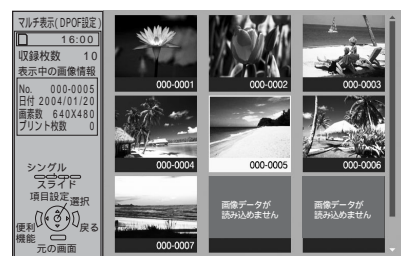 マルチ表示(DPOF設定)
16:00
収録枚数 10
表示中の画像情報
No. 000-0005
日付 2004/01/20
画素数 640X480
プリント枚数 0
シングル
スライド
項目設定
選択
便利機能
戻る
元の画面
000-0001
000-0002
000-0003
000-0004
000-0005
000-0006
000-0007
画像データが
読み込めません
画像データが
読み込めません